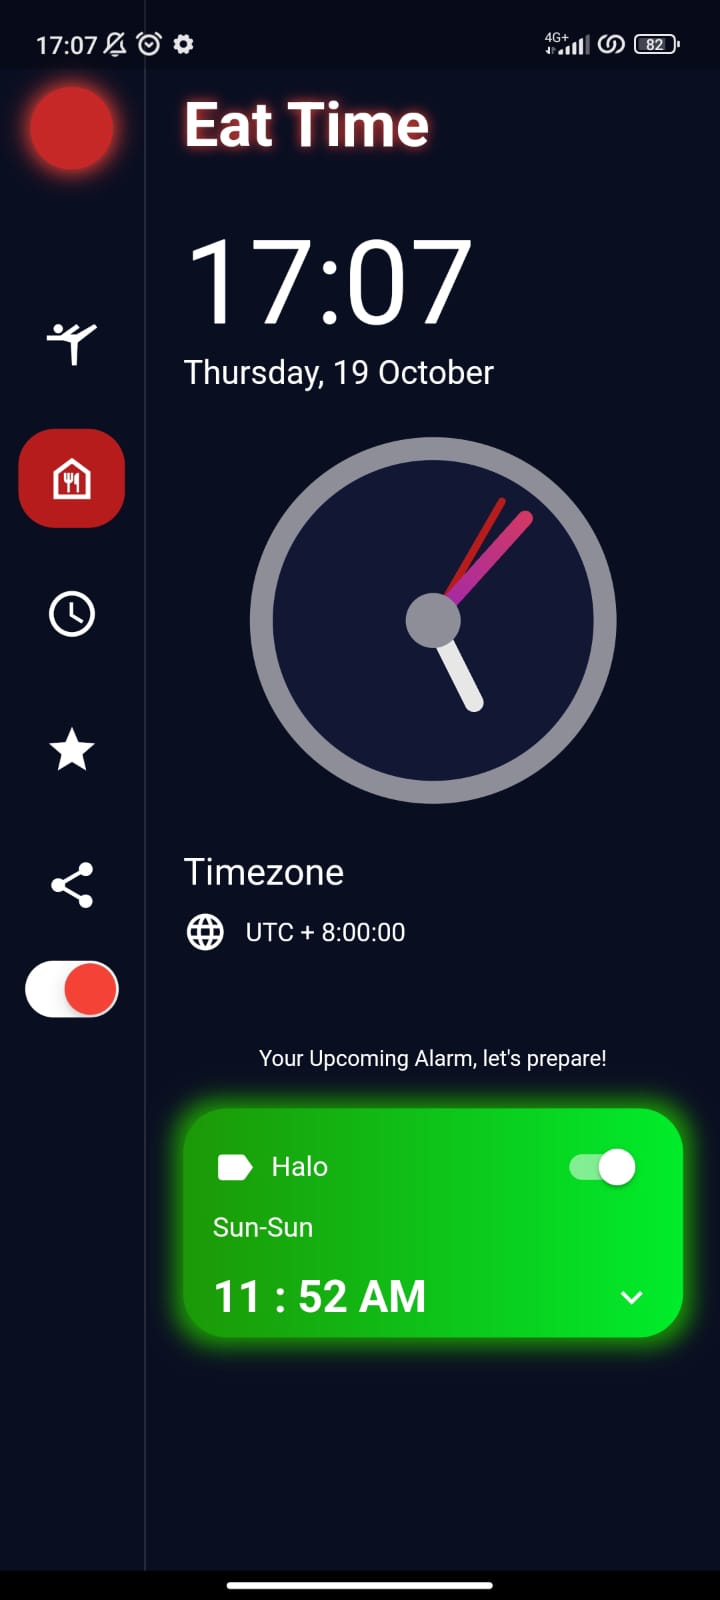 17:07
4G+
82
Eat Time
17:07
Thursday, 19 October
Timezone
UTC + 8:00:00
Your Upcoming Alarm, let's prepare!
Halo
Sun-Sun
11 : 52 AM